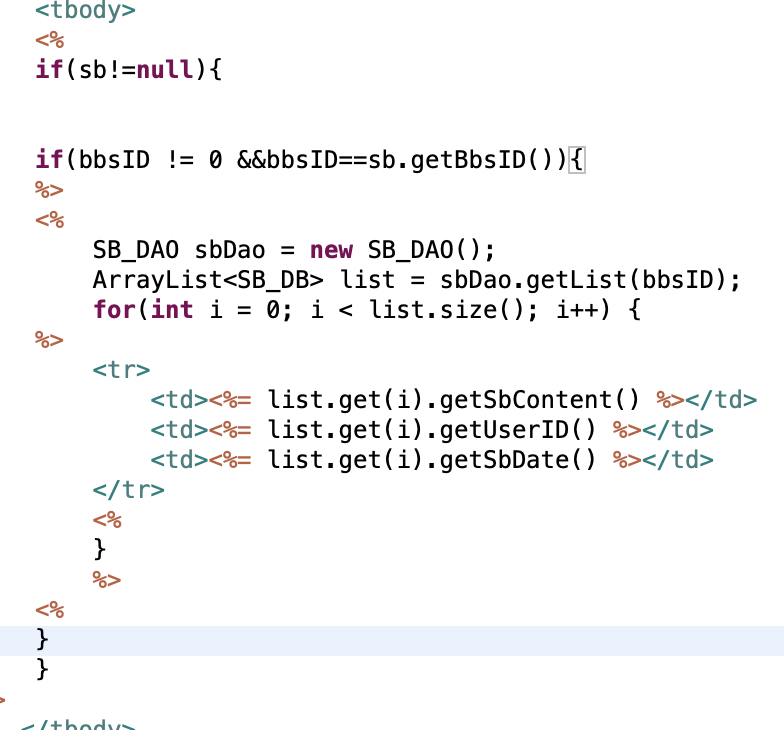 <tbody>
<%
if(sb!=null){
if(bbsID != 0 &&bbsID==sb.getBbsID()){
%>
<%
SB_DAO sbDao = new SB_DAO();
ArrayList<SB_DB> list = sbDao.getList(bbsID);
for(int i = 0; i < list.size(); i++) {
%>
<tr>
<td><%= list.get(i).getSbContent() %></td>
<td><%= list.get(i).getUserID() %></td>
<td><%= list.get(i).getSbDate() %></td>
</tr>
<%
}
%>
<%
}
}
>
</tbody>